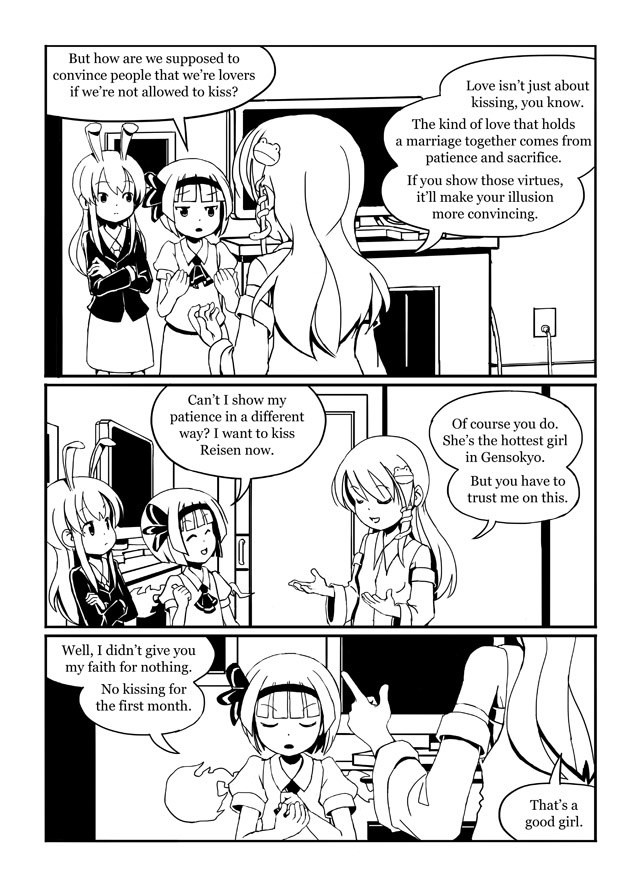 But how are we supposed to
convince people that we're lovers
if we're not allowed to kiss?
Love isn't just about
kissing, you know.
The kind of love that holds
a marriage together comes from
patience and sacrifice.
If you show those virtues,
it'll make your illusion
more convincing.
Can't I show my
patience in a different
way? I want to kiss
Reisen now.
Of course you do.
She's the hottest girl
in Gensokyo.
But you have to
trust me on this.
Well, I didn't give you
my faith for nothing.
No kissing for
the first month.
That's a
good girl.